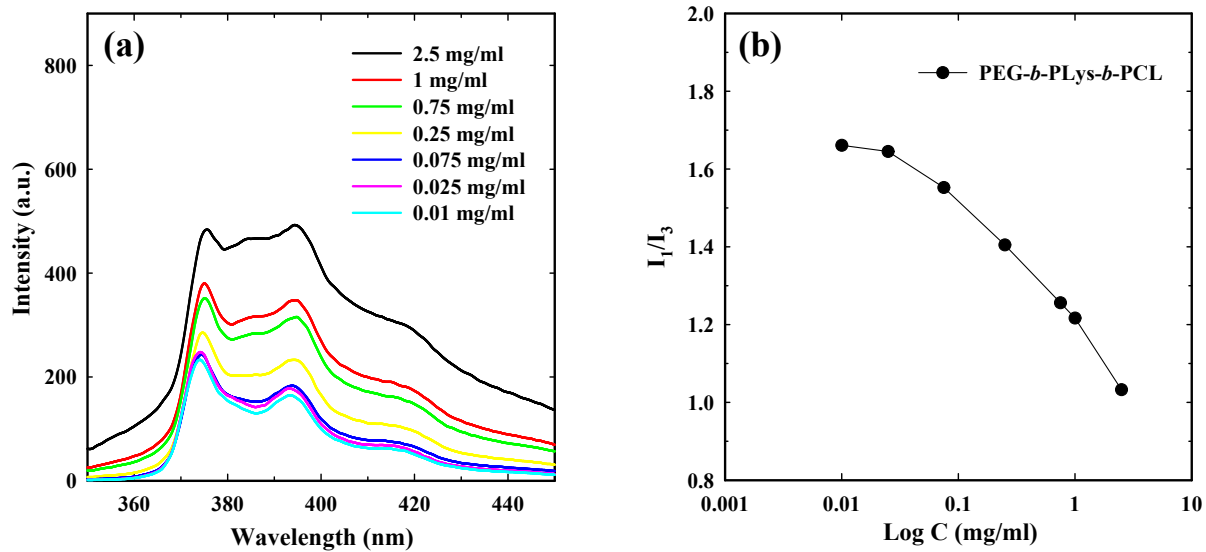 (a)
2.5 mg/ml
1 mg/ml
0.75 mg/ml
0.25 mg/ml
0.075 mg/ml
0.025 mg/ml
0.01 mg/ml
800
600
400
200
0
360 380 400 420 440
Intensity (a.u.)
Wavelength (nm)
(b)
PEG-b-PLys-b-PCL
2.0
1.8
1.6
1.4
1.2
1.0
0.8
0.001 0.01 0.1 1 10
I₁/I₃
Log C (mg/ml)